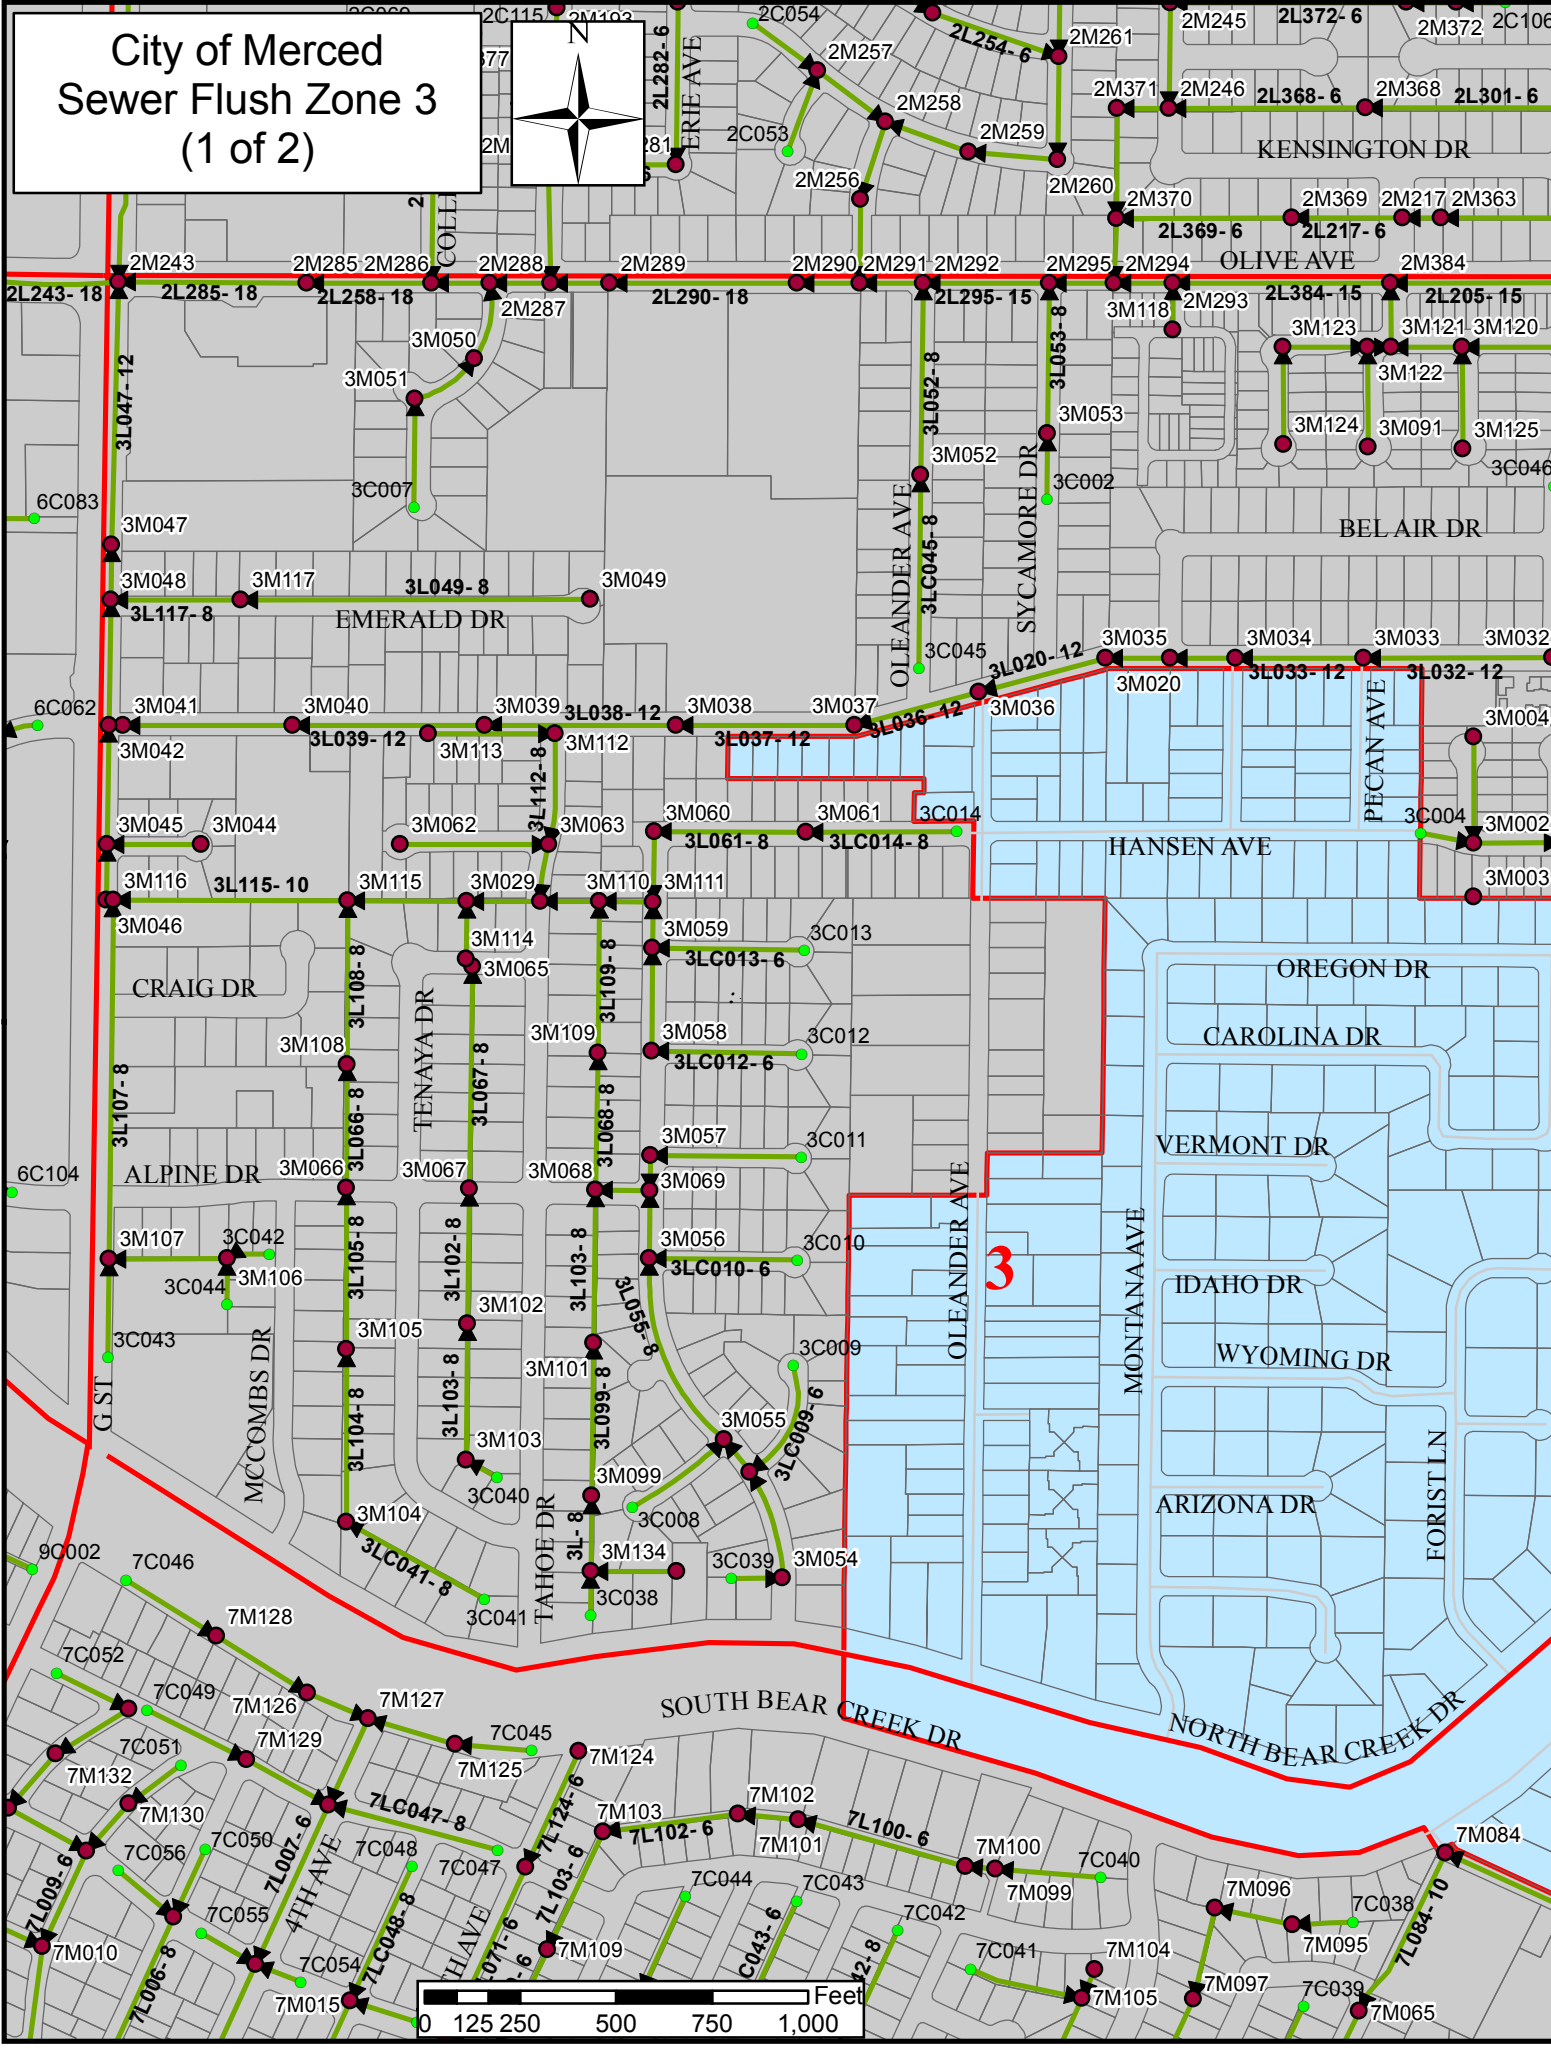 City of Merced
Sewer Flush Zone 3
(1 of 2)
N
2C115
2M193
2L282- 6
ERIE AVE
2C054
2M257
2L254- 6
2M261
2M245
2L372- 6
2M372
2C106
2M258
2C053
2M259
2M371
2M246
2L368- 6
2M368
2L301- 6
KENSINGTON DR
2M256
2M260
2M370
2M369
2M217
2M363
2L369- 6
2L217- 6
OLIVE AVE
2M243
2M285
2M286
2M288
2M289
2M290
2M291
2M292
2M295
2M294
2M384
2L243- 18
2L285- 18
2L258- 18
2M287
2L290- 18
2L295- 15
2M293
2L384- 15
2L205- 15
3M118
3M050
3M123
3M121
3M120
3M122
3M051
3L047- 12
3L052- 8
3L053- 8
3M053
3M124
3M091
3M125
3M052
3C007
3C002
3C046
6C083
OLEANDER AVE
SYCAMORE DR
BEL AIR DR
3M047
3LC045- 8
3M048
3M117
3L049- 8
3M049
3L117- 8
EMERALD DR
3C045
3L020- 12
3M035
3M034
3M033
3M032
3M020
3L033- 12
3L032- 12
6C062
3M041
3M040
3M039
3L038- 12
3M038
3M037
3L036- 12
3M036
PECAN AVE
3M004
3M042
3L039- 12
3M113
3M112
3L037- 12
3L112- 8
3M045
3M044
3M062
3M063
3M060
3M061
3C014
3L061- 8
3LC014- 8
HANSEN AVE
3C004
3M002
3M116
3L115- 10
3M115
3M029
3M110
3M111
3M003
3M046
3M114
3M065
3M059
3C013
3LC013- 6
OREGON DR
CRAIG DR
3L108- 8
TENAYA DR
3L109- 8
3M058
3C012
3LC012- 6
CAROLINA DR
3M108
3M109
3L107- 8
3L066- 8
3L067- 8
3L068- 8
3M057
3C011
VERMONT DR
6C104
ALPINE DR
3M066
3M067
3M068
3M069
OLEANDER AVE
MONTANA AVE
3M107
3C042
3M106
3C044
3L105- 8
3L102- 8
3L103- 8
3M056
3C010
3LC010- 6
3
IDAHO DR
3M102
3L055- 8
3C043
3M105
3M101
3C009
WYOMING DR
G ST
MCCOMBS DR
3L104- 8
3L103- 8
3L099- 8
3M055
3LC009- 6
3M103
FORIST LN
3M099
3C040
3C008
ARIZONA DR
3M104
3L- 8
3M134
3C039
3M054
9C002
7C046
3LC041- 8
3C041
TAHOE DR
3C038
7M128
7C052
7C049
7M126
7M127
7C045
SOUTH BEAR CREEK DR
NORTH BEAR CREEK DR
7C051
7M129
7M125
7M124
7M132
7M130
7LC047- 8
7L124- 6
7M103
7M102
7L102- 6
7M101
7L100- 6
7M100
7M084
7C056
7C050
7L007- 6
7C048
7C047
7L103- 6
7C044
7C043
7M099
7C040
7L009- 6
7C055
4TH AVE
7LC048- 8
7C042
7M096
7C038
7L084- 10
7M010
7C054
7M109
7C041
7M104
7M095
7L006- 8
7M015
7M105
7M097
7C039
7M065
Feet
0 125 250 500 750 1,000